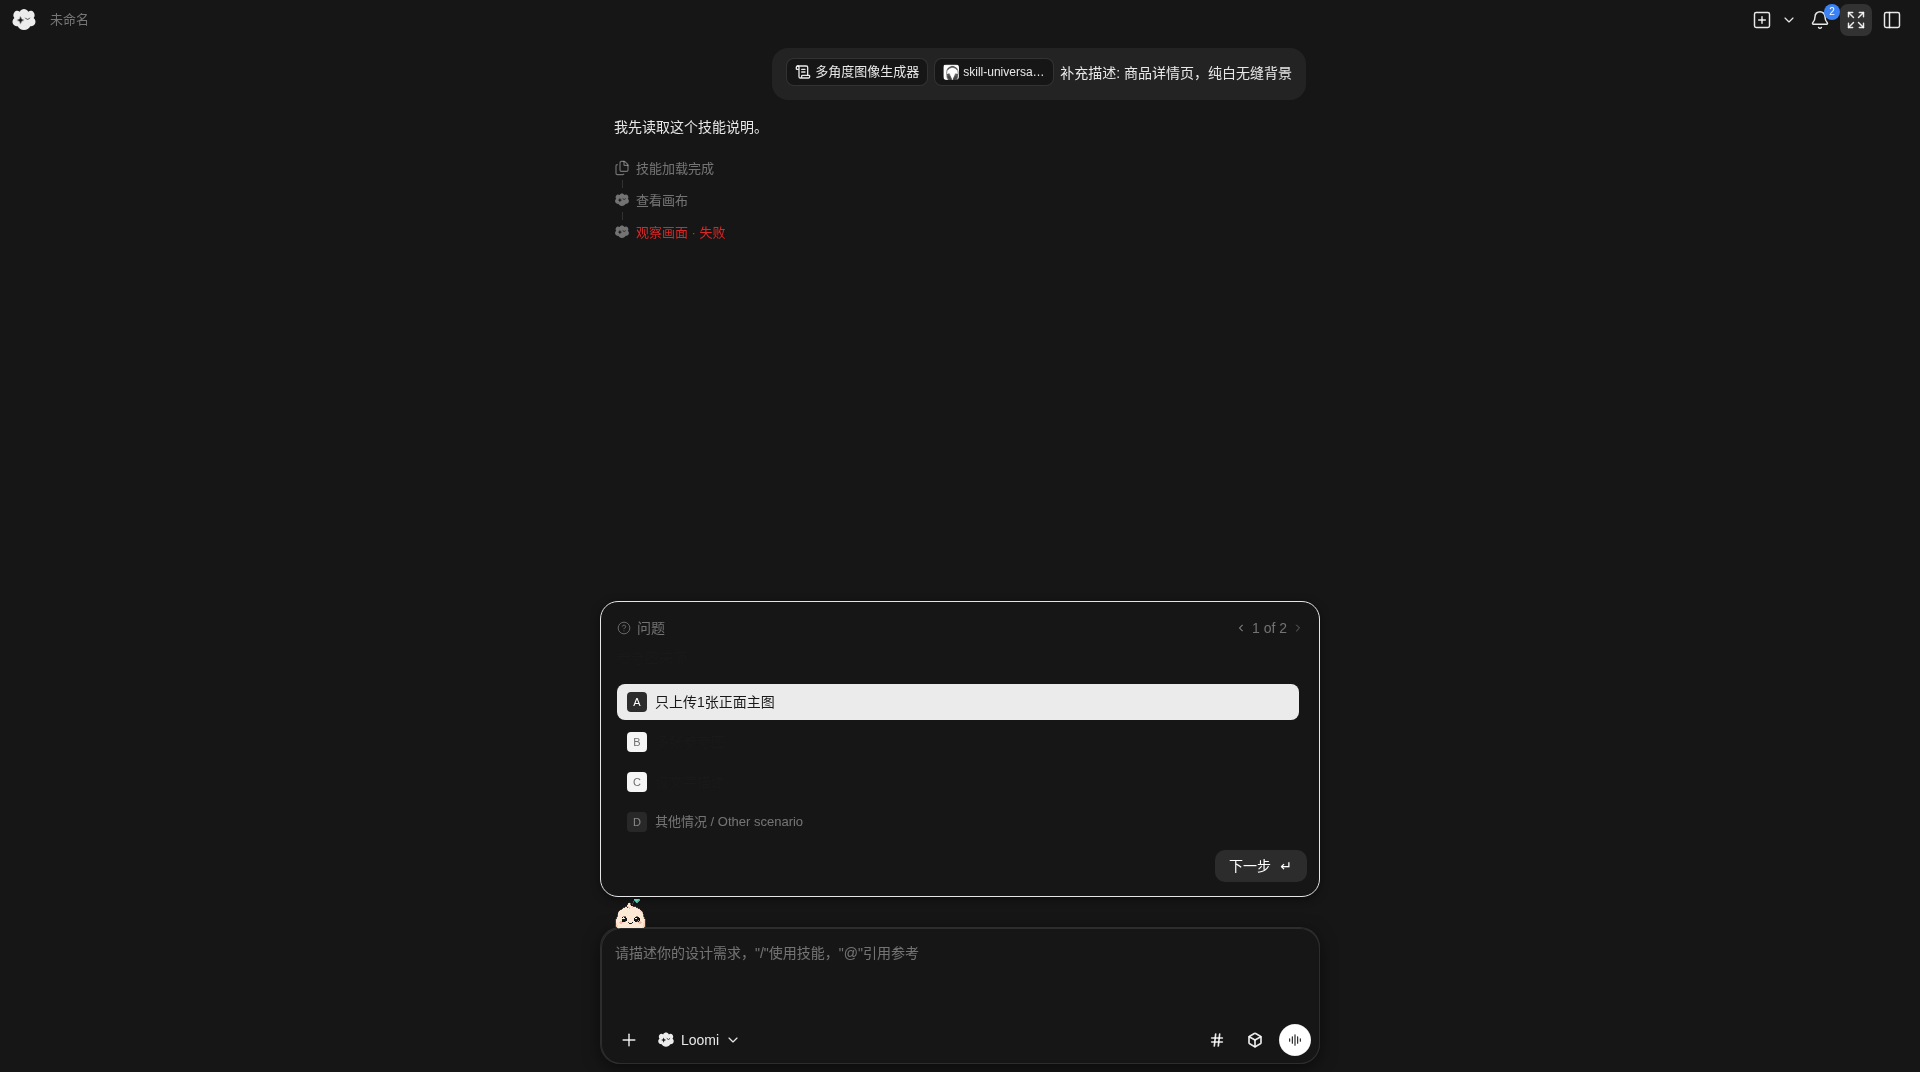 未命名
2
多角度图像生成器 skill-universa... 补充描述: 商品详情页，纯白无缝背景
我先读取这个技能说明。
技能加载完成
查看画布
观察画面 · 失败
问题
1 of 2
A 只上传1张正面主图
B
C
D 其他情况 / Other scenario
下一步
请描述你的设计需求，"/"使用技能，"@"引用参考
Loomi